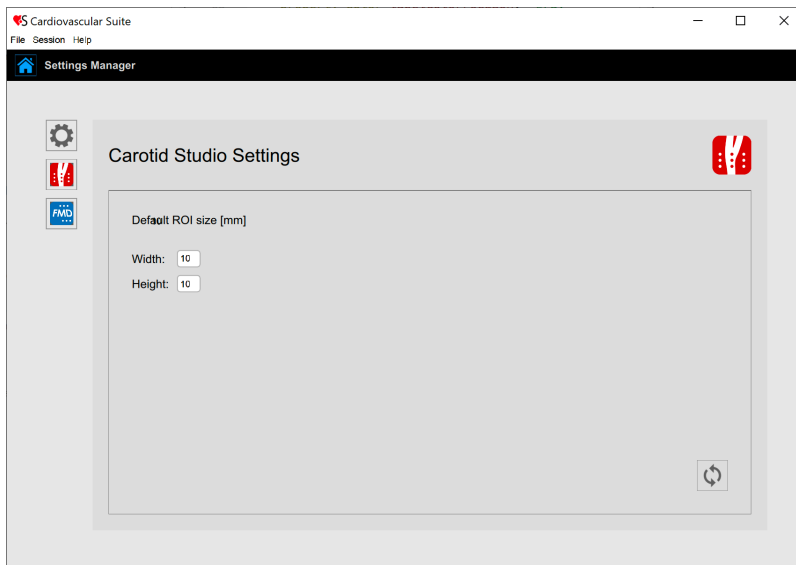 Cardiovascular Suite
File Session Help
Settings Manager
Carotid Studio Settings
FMD
Default ROI size [mm]
Width: 10
Height: 10